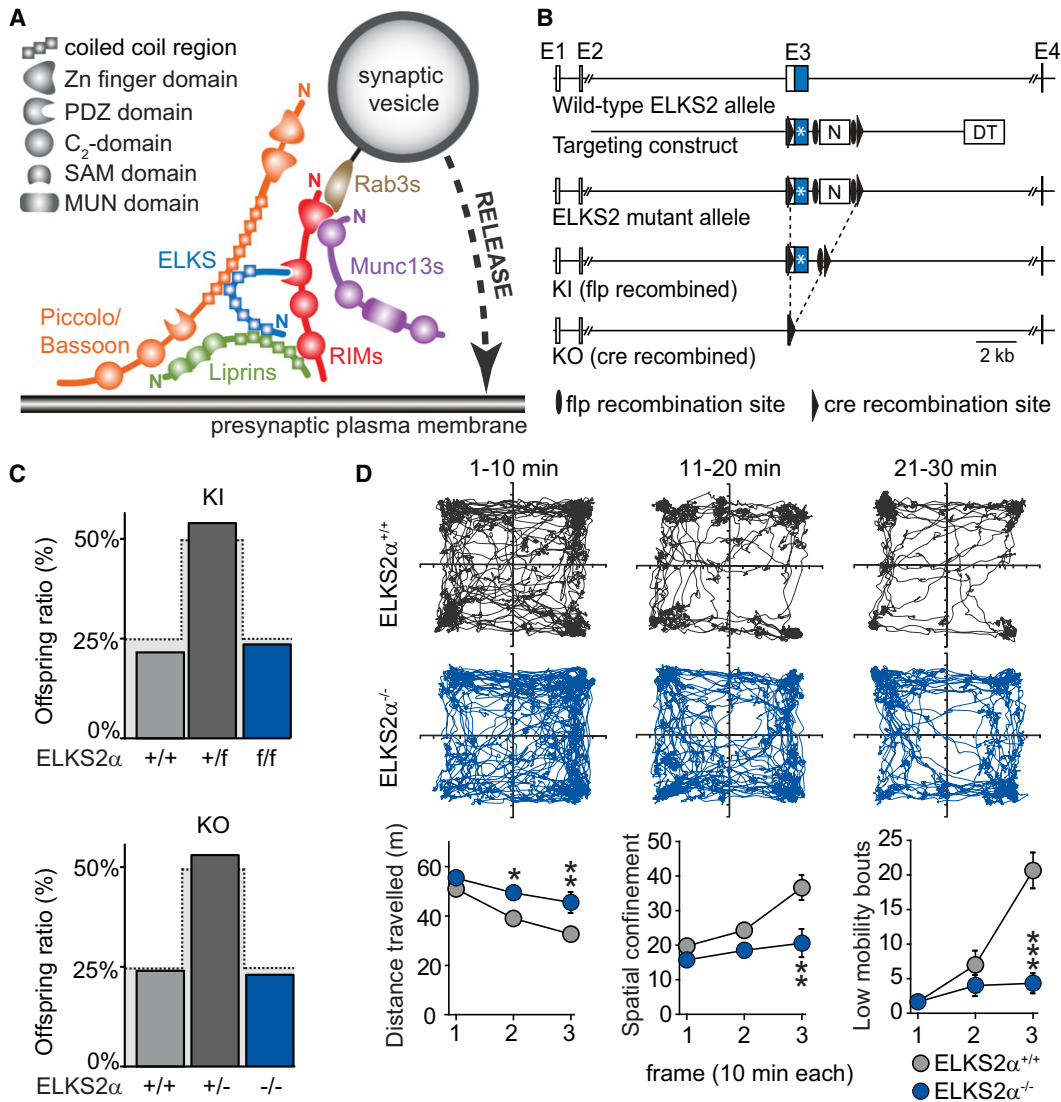 A
coiled coil region
Zn finger domain
PDZ domain
C₂-domain
SAM domain
MUN domain
synaptic
vesicle
N
N
Rab3s
N
RELEASE
ELKS
Munc13s
Piccolo/
Bassoon
N
N
Liprins
RIMs
presynaptic plasma membrane
B
E1 E2 E3 E4
Wild-type ELKS2 allele
* N DT
Targeting construct
* N
ELKS2 mutant allele
*
KI (flp recombined)
KO (cre recombined)
2 kb
flp recombination site
cre recombination site
C
KI
Offspring ratio (%)
50%
25%
0%
ELKS2α +/+ +/f f/f
KO
Offspring ratio (%)
50%
25%
0%
ELKS2α +/+ +/- -/-
D
1-10 min 11-20 min 21-30 min
ELKS2α+/+
ELKS2α-/-
Distance travelled (m)
60
40
20
0
* **
1 2 3
Spatial confinement
50
40
30
20
10
0
**
1 2 3
Low mobility bouts
25
20
15
10
5
0
***
1 2 3
frame (10 min each)
ELKS2α+/+
ELKS2α-/-